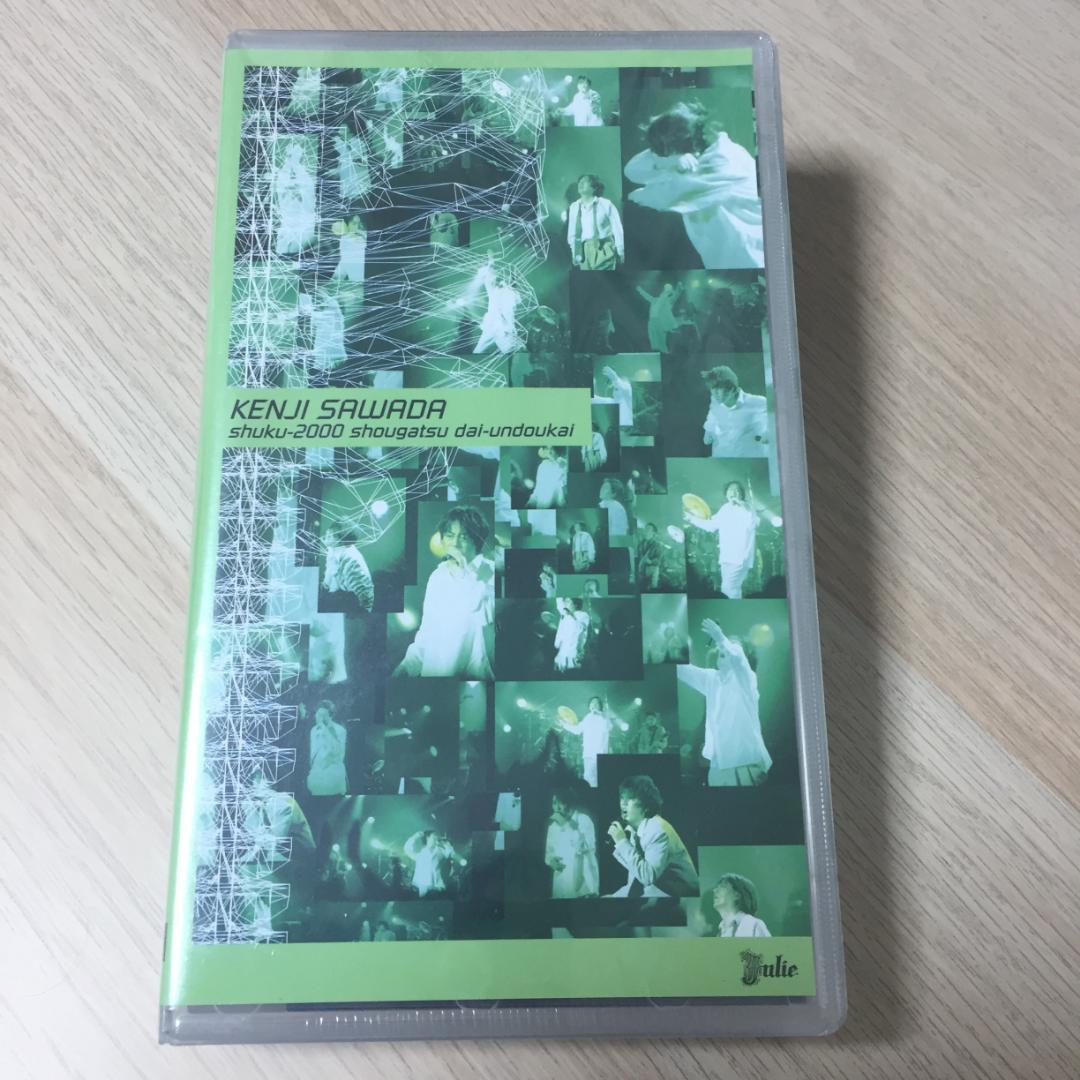 KENJI SAWADA
shuku-2000 shougatsu dai-undoukai
Julie